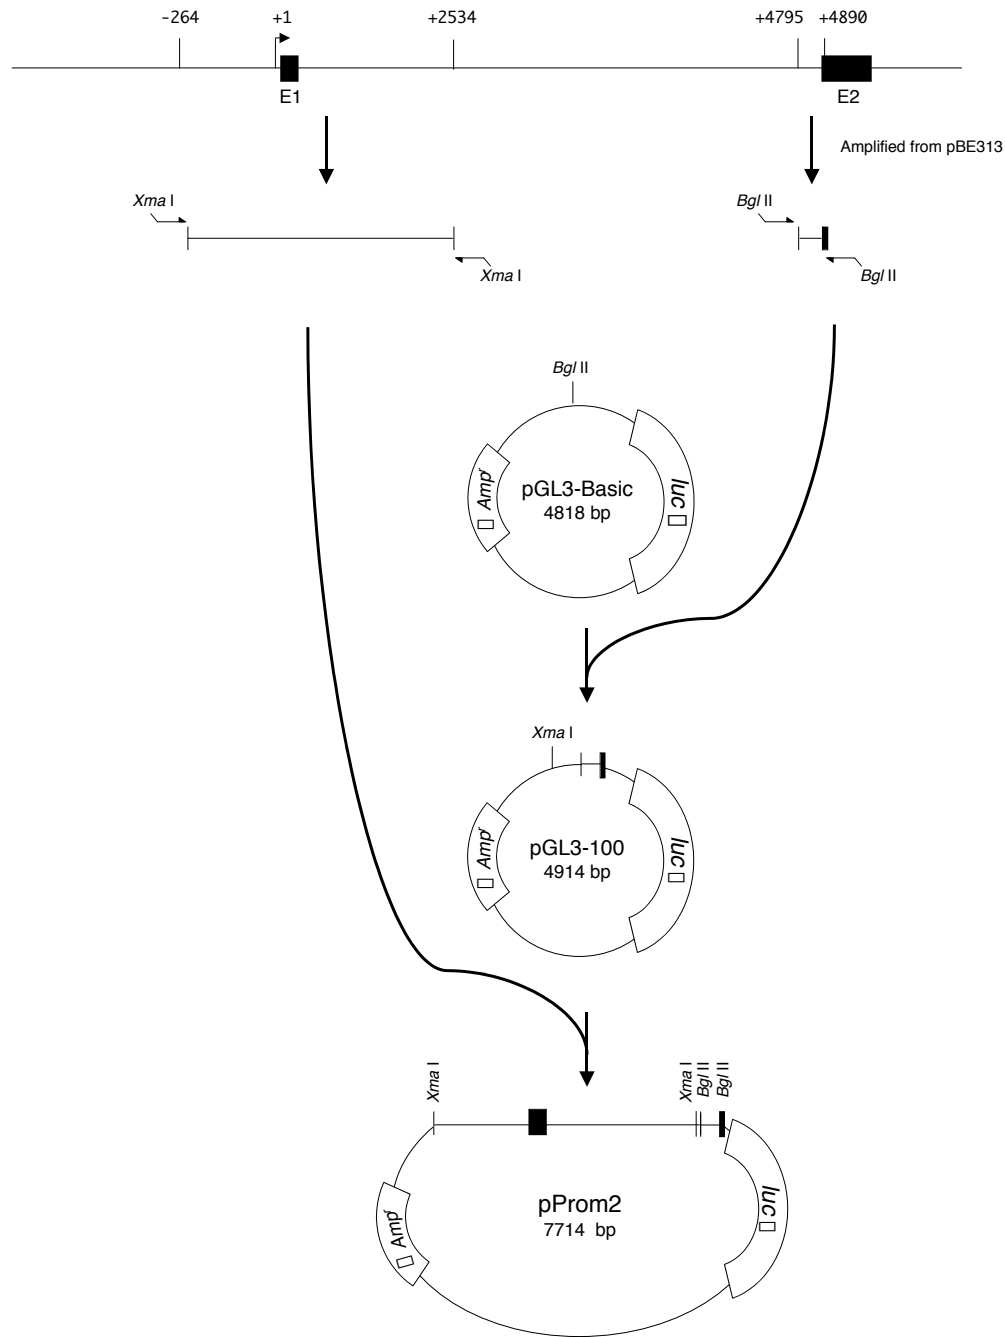 -264 +1 +2534 +4795 +4890
E1 E2
Amplified from pBE313
Xma I Bgl II
Xma I Bgl II
Bgl II
Ampr
pGL3-Basic
4818 bp
luc
Xma I
Ampr
pGL3-100
4914 bp
luc
Xma I Xma I Bgl II Bgl II
Ampr
pProm2
7714 bp
luc